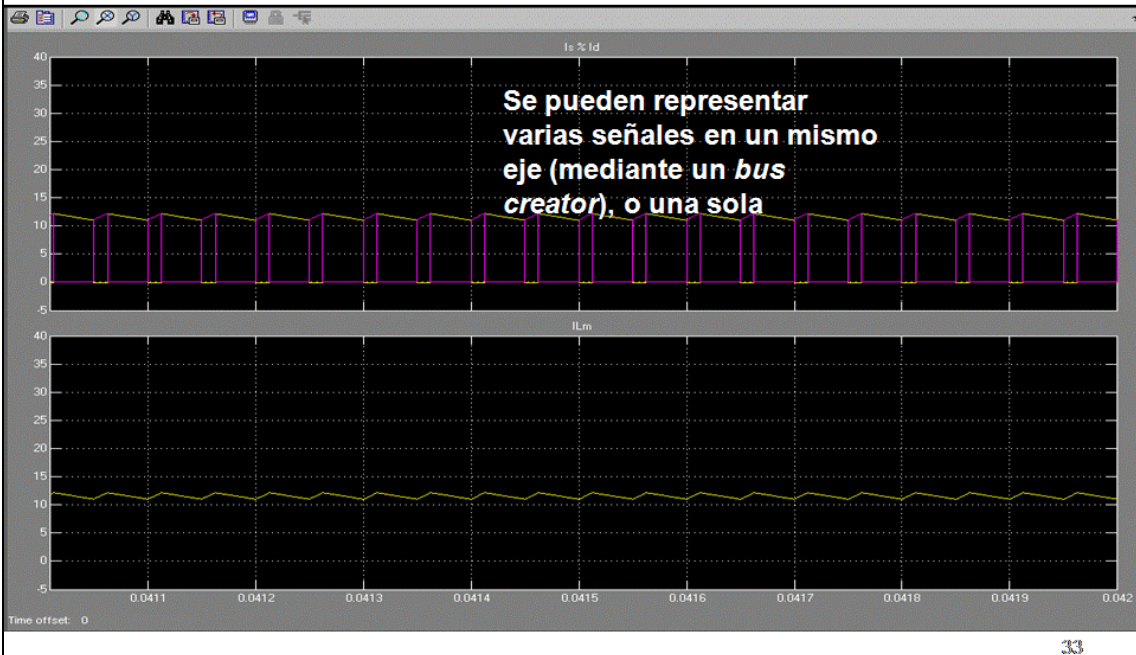 Is % Id
40
35
30
25
20
15
10
5
0
-5
Se pueden representar
varias señales en un mismo
eje (mediante un bus
creator), o una sola
ILm
40
35
30
25
20
15
10
5
0
-5
0.0411 0.0412 0.0413 0.0414 0.0415 0.0416 0.0417 0.0418 0.0419 0.042
Time offset: 0
33